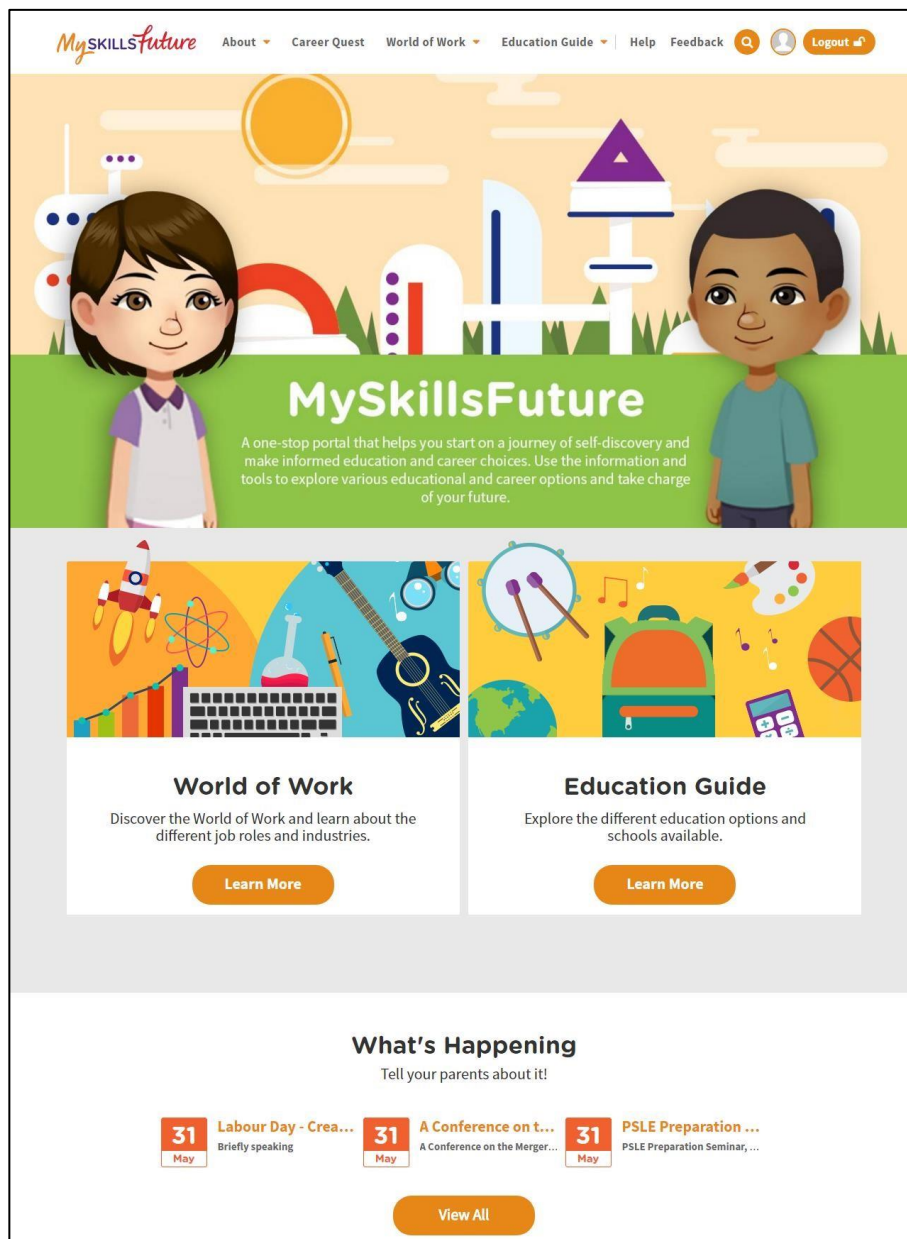 MySKILLSfuture
About
Career Quest
World of Work
Education Guide
Help
Feedback
Logout
MySkillsFuture
A one-stop portal that helps you start on a journey of self-discovery and
make informed education and career choices. Use the information and
tools to explore various educational and career options and take charge
of your future.
World of Work
Discover the World of Work and learn about the
different job roles and industries.
Learn More
Education Guide
Explore the different education options and
schools available.
Learn More
What's Happening
Tell your parents about it!
31
May
Labour Day - Crea...
Briefly speaking
31
May
A Conference on t...
A Conference on the Merger...
31
May
PSLE Preparation ...
PSLE Preparation Seminar, ...
View All